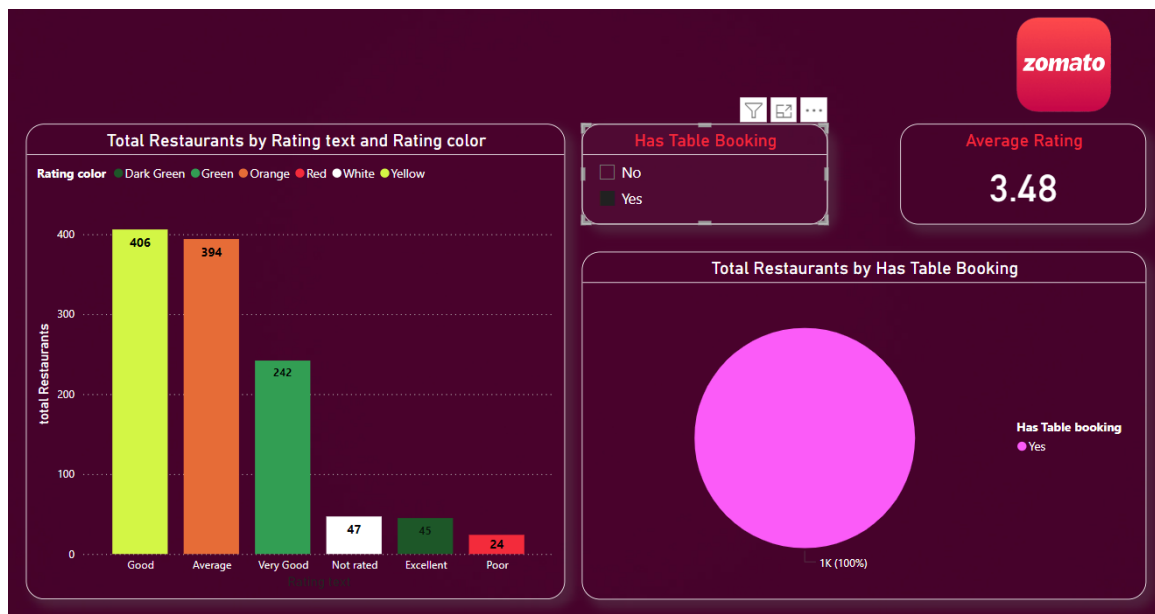 zomato
Total Restaurants by Rating text and Rating color
Rating color Dark Green Green Orange Red White Yellow
total Restaurants
400
300
200
100
0
406
394
242
47
45
24
Good Average Very Good Not rated Excellent Poor
Rating text
Has Table Booking
No
Yes
Average Rating
3.48
Total Restaurants by Has Table Booking
1K (100%)
Has Table booking
Yes